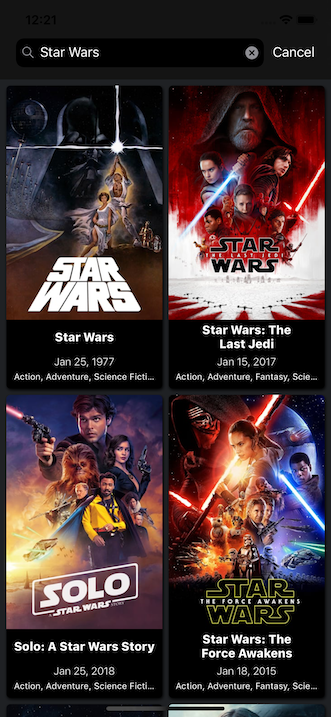 12:21
Star Wars
Cancel
STAR
WARS
Star Wars
Jan 25, 1977
Action, Adventure, Science Ficti...
STAR
THE LAST JEDI
WARS
Star Wars: The
Last Jedi
Jan 15, 2017
Action, Adventure, Fantasy, Scie...
SOLO
A STAR WARS STORY
Solo: A Star Wars Story
Jan 25, 2018
Action, Adventure, Science Ficti...
STAR
THE FORCE AWAKENS
WARS
Star Wars: The
Force Awakens
Jan 18, 2015
Action, Adventure, Fantasy, Scie...